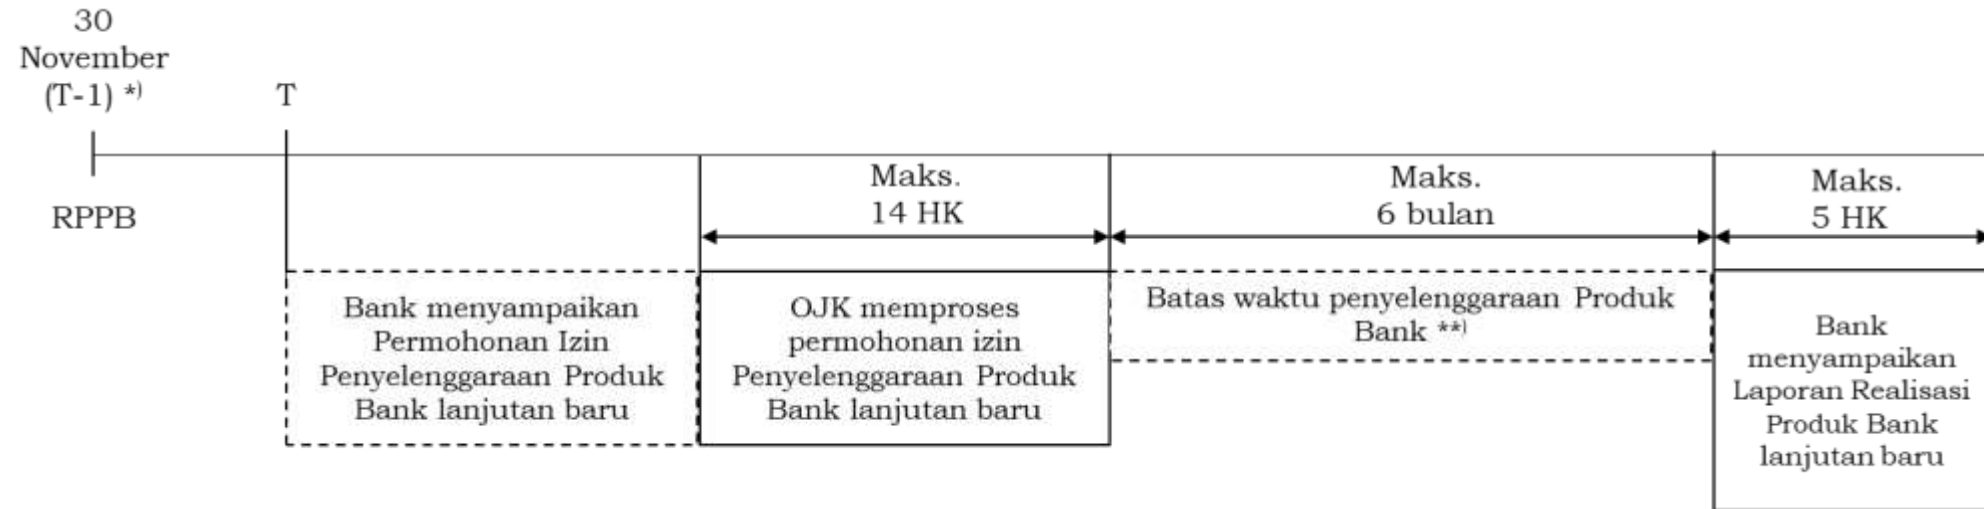 30
November
(T-1) *)
T
RPPB
Maks.
14 HK
Maks.
6 bulan
Maks.
5 HK
Bank menyampaikan
Permohonan Izin
Penyelenggaraan Produk
Bank lanjutan baru
OJK memproses
permohonan izin
Penyelenggaraan Produk
Bank lanjutan baru
Batas waktu penyelenggaraan Produk
Bank **)
Bank
menyampaikan
Laporan Realisasi
Produk Bank
lanjutan baru